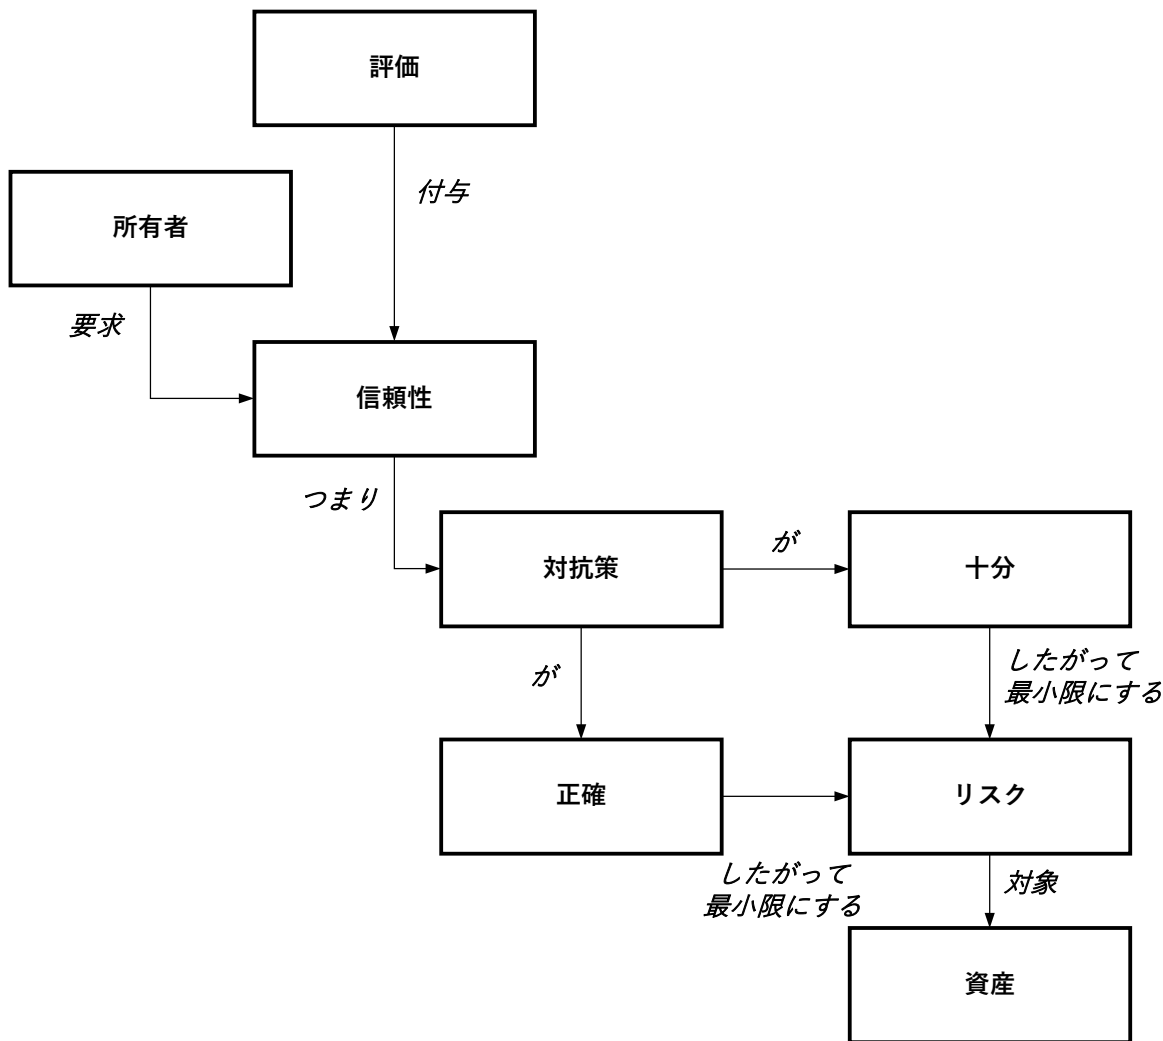 評価
付与
所有者
要求
信頼性
つまり
対抗策
が
十分
が
したがって
最小限にする
正確
リスク
したがって
最小限にする
対象
資産